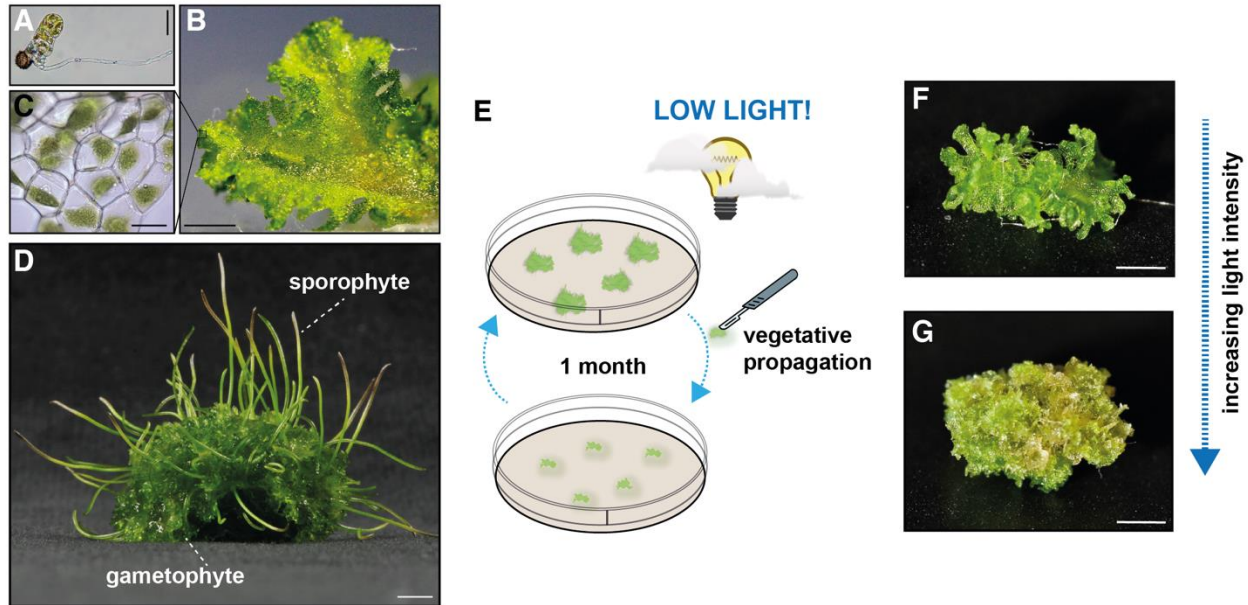 A
B
C
D
sporophyte
gametophyte
E
LOW LIGHT!
vegetative
propagation
1 month
F
G
increasing light intensity